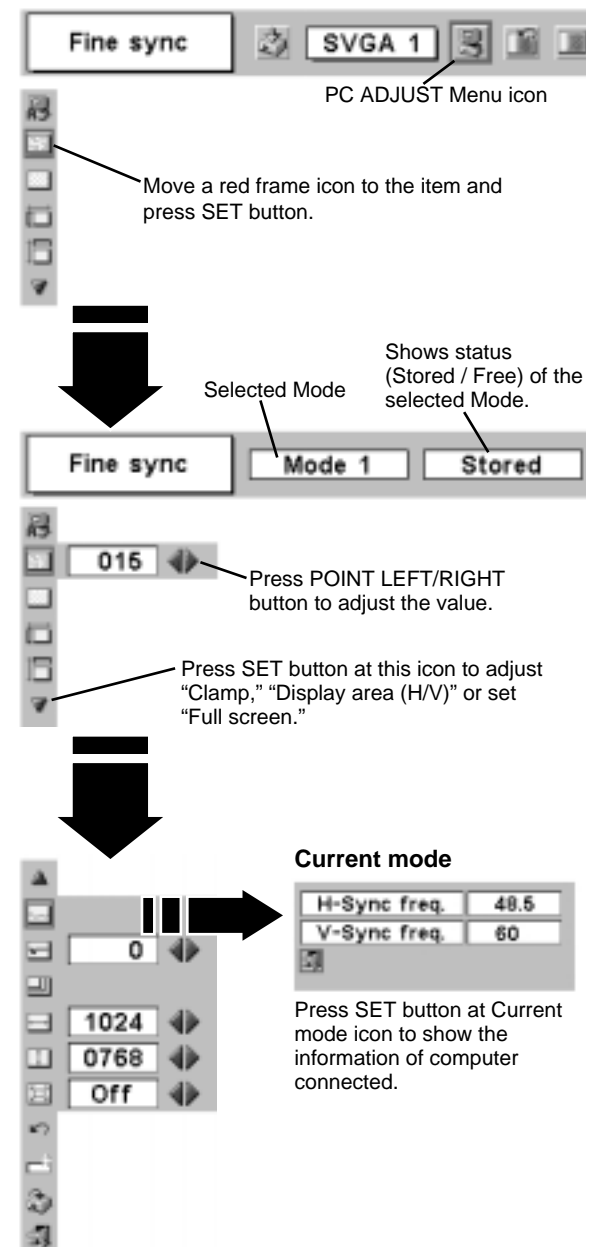 Fine sync
SVGA 1
PC ADJUST Menu icon
Move a red frame icon to the item and
press SET button.
Shows status
(Stored / Free) of the
selected Mode.
Selected Mode
Fine sync
Mode 1
Stored
015
Press POINT LEFT/RIGHT
button to adjust the value.
Press SET button at this icon to adjust
“Clamp,” “Display area (H/V)” or set
“Full screen.”
Current mode
H-Sync freq. 48.5
V-Sync freq. 60
0
1024
0768
Off
Press SET button at Current
mode icon to show the
information of computer
connected.